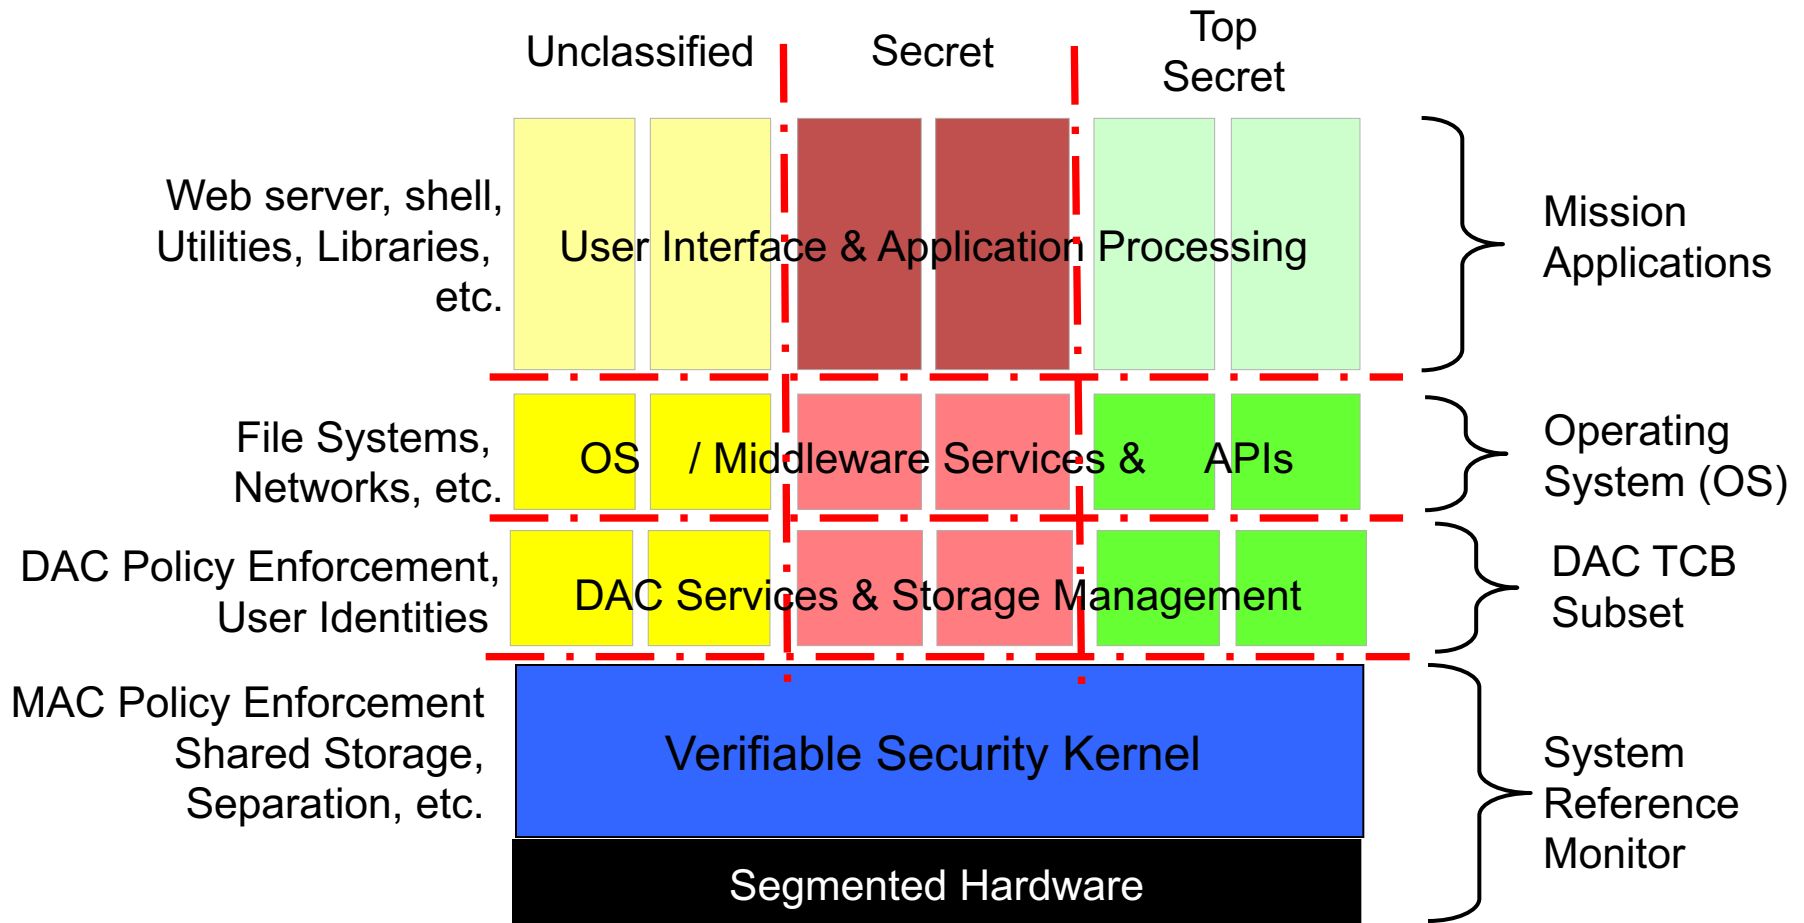 Unclassified
Secret
Top
Secret
Web server, shell,
Utilities, Libraries,
etc.
User Interface & Application Processing
Mission
Applications
File Systems,
Networks, etc.
OS / Middleware Services & APIs
Operating
System (OS)
DAC Policy Enforcement,
User Identities
DAC Services & Storage Management
DAC TCB
Subset
MAC Policy Enforcement
Shared Storage,
Separation, etc.
Verifiable Security Kernel
Segmented Hardware
System
Reference
Monitor